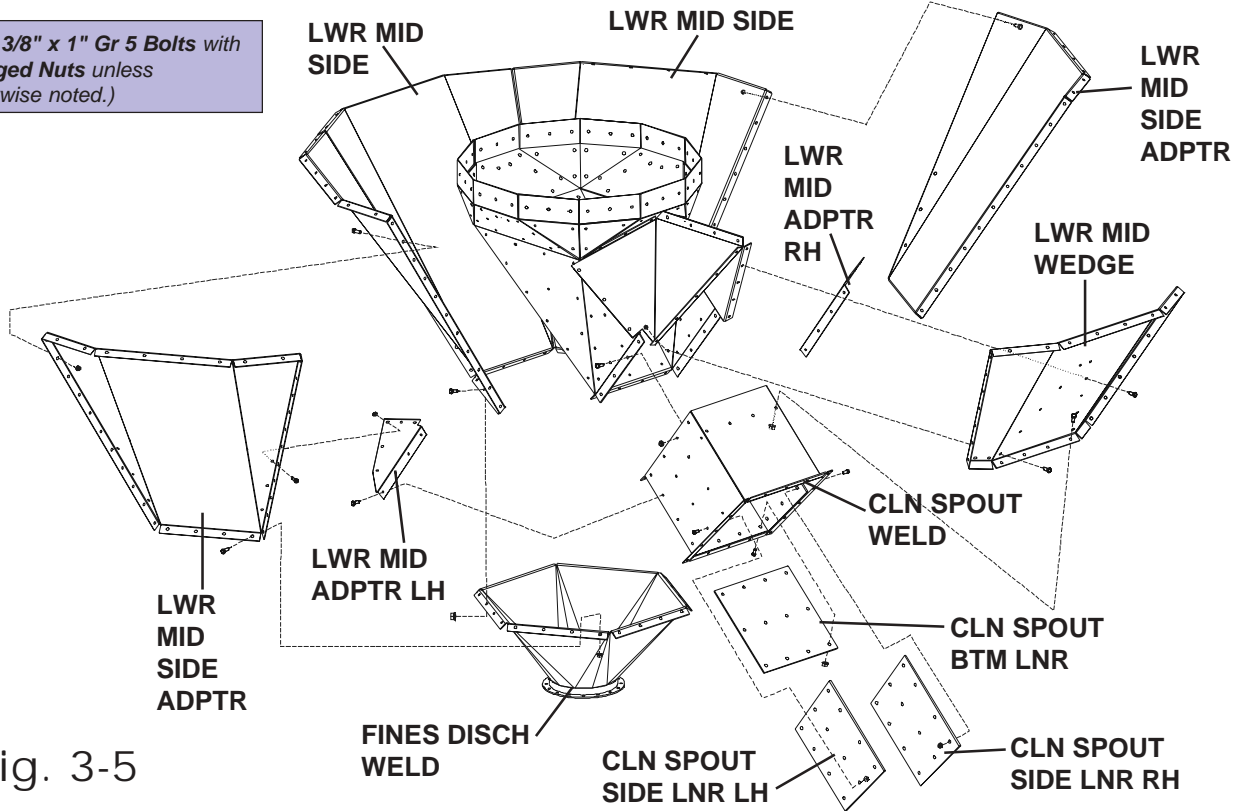 3/8" x 1" Gr 5 Bolts with
ged Nuts unless
wise noted.)
LWR MID
SIDE
LWR MID SIDE
LWR
MID
SIDE
ADPTR
LWR
MID
ADPTR
RH
LWR MID
WEDGE
CLN SPOUT
WELD
LWR MID
ADPTR LH
LWR
MID
SIDE
ADPTR
CLN SPOUT
BTM LNR
FINES DISCH
WELD
CLN SPOUT
SIDE LNR LH
CLN SPOUT
SIDE LNR RH
ig. 3-5